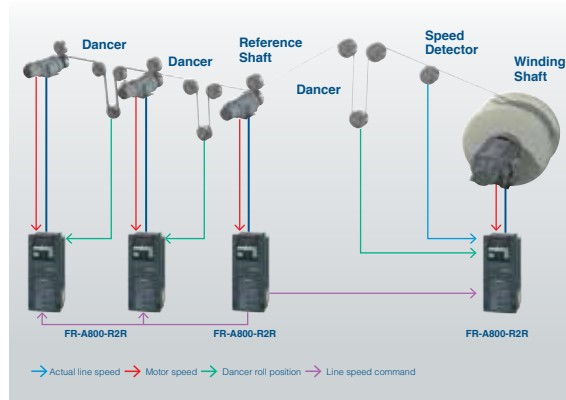 Dancer
Dancer
Reference
Shaft
Dancer
Speed
Detector
Winding
Shaft
FR-A800-R2R
FR-A800-R2R
FR-A800-R2R
Actual line speed
Motor speed
Dancer roll position
Line speed command